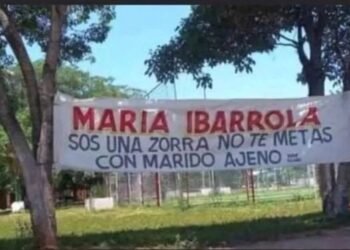 MARIA IBARROLA
SOS UNA ZORRA NO TE METAS
CON MARIDO AJENO